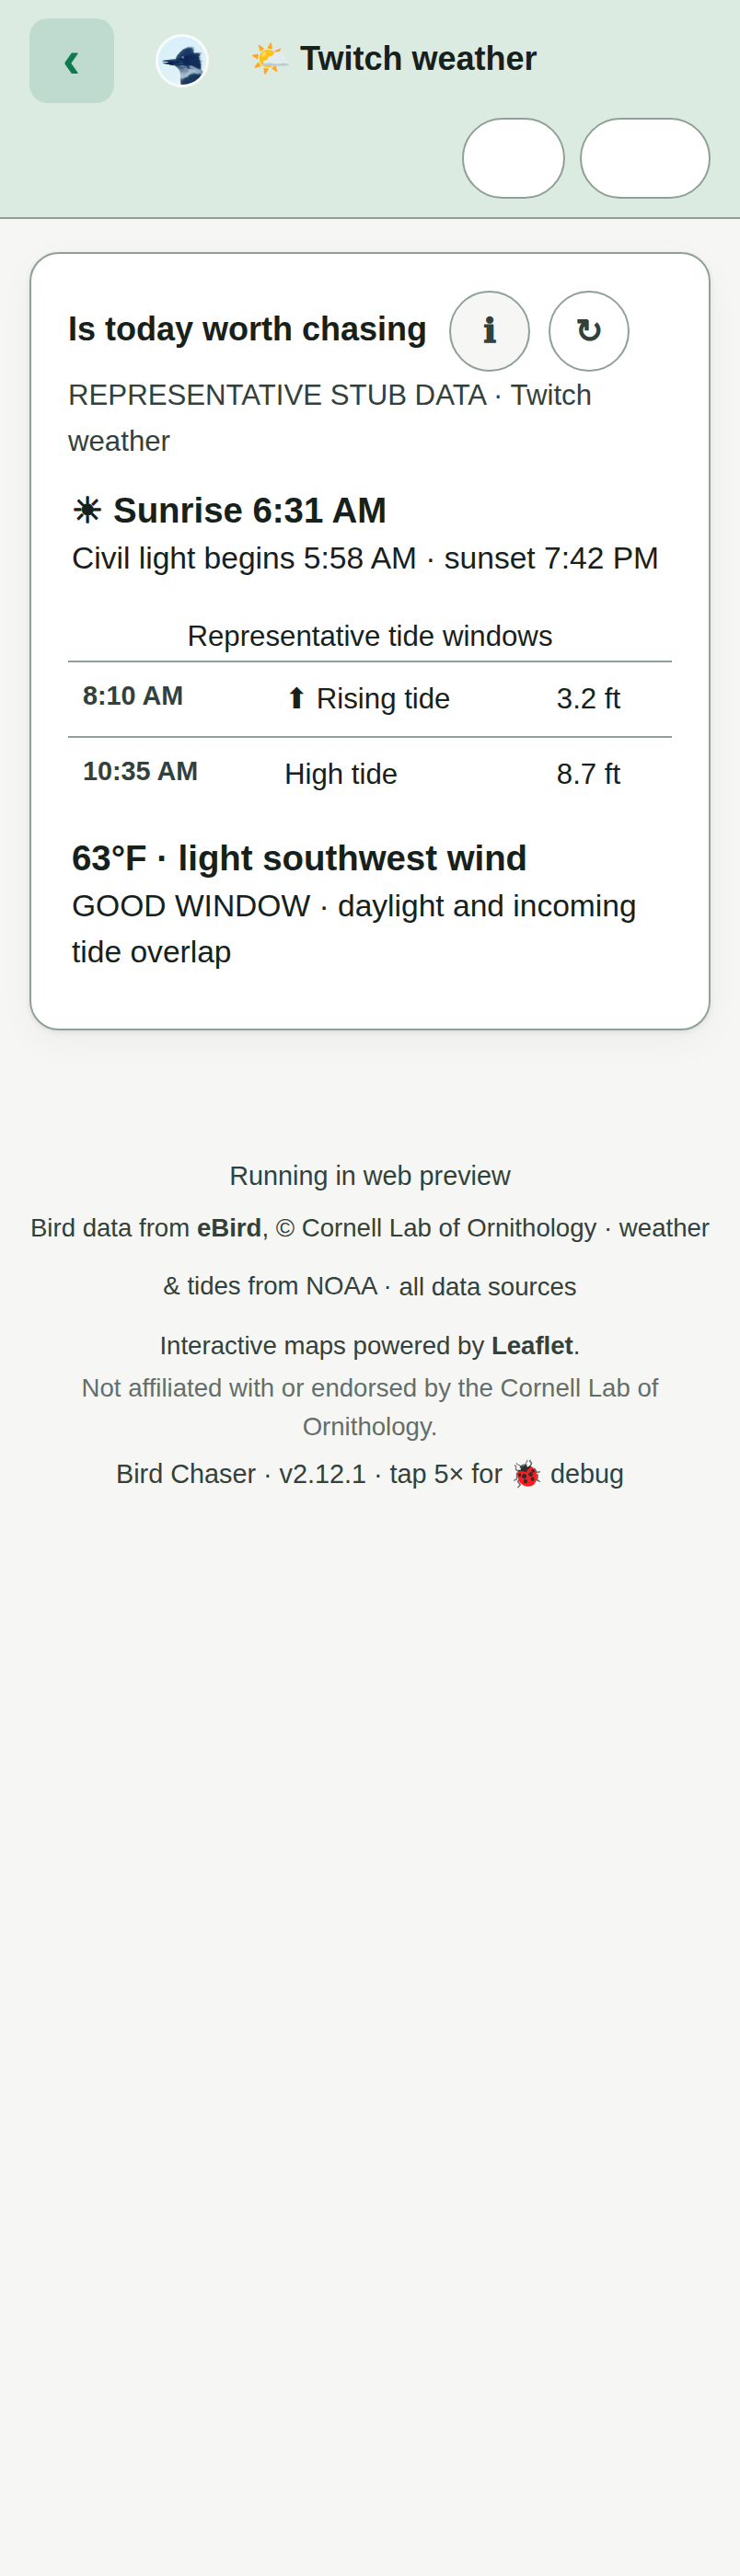 ‹
🌤️ Twitch weather
Is today worth chasing ℹ ↻
REPRESENTATIVE STUB DATA · Twitch
weather
☀ Sunrise 6:31 AM
Civil light begins 5:58 AM · sunset 7:42 PM
Representative tide windows
8:10 AM ⬆ Rising tide 3.2 ft
10:35 AM High tide 8.7 ft
63°F · light southwest wind
GOOD WINDOW · daylight and incoming
tide overlap
Running in web preview
Bird data from eBird, © Cornell Lab of Ornithology · weather
& tides from NOAA · all data sources
Interactive maps powered by Leaflet.
Not affiliated with or endorsed by the Cornell Lab of
Ornithology.
Bird Chaser · v2.12.1 · tap 5× for 🐞 debug